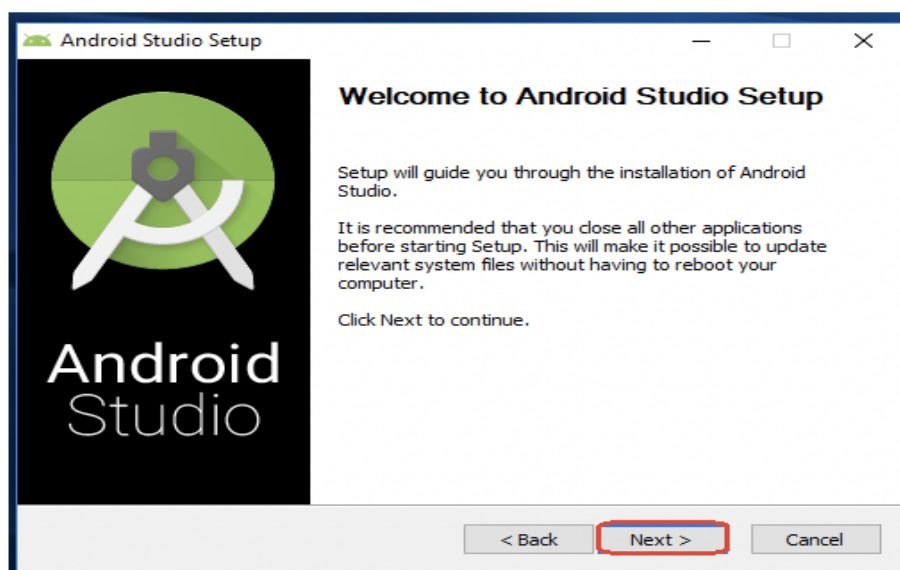 Android Studio Setup
Welcome to Android Studio Setup
Setup will guide you through the installation of Android
Studio.
It is recommended that you close all other applications
before starting Setup. This will make it possible to update
relevant system files without having to reboot your
computer.
Click Next to continue.
Android
Studio
< Back Next > Cancel